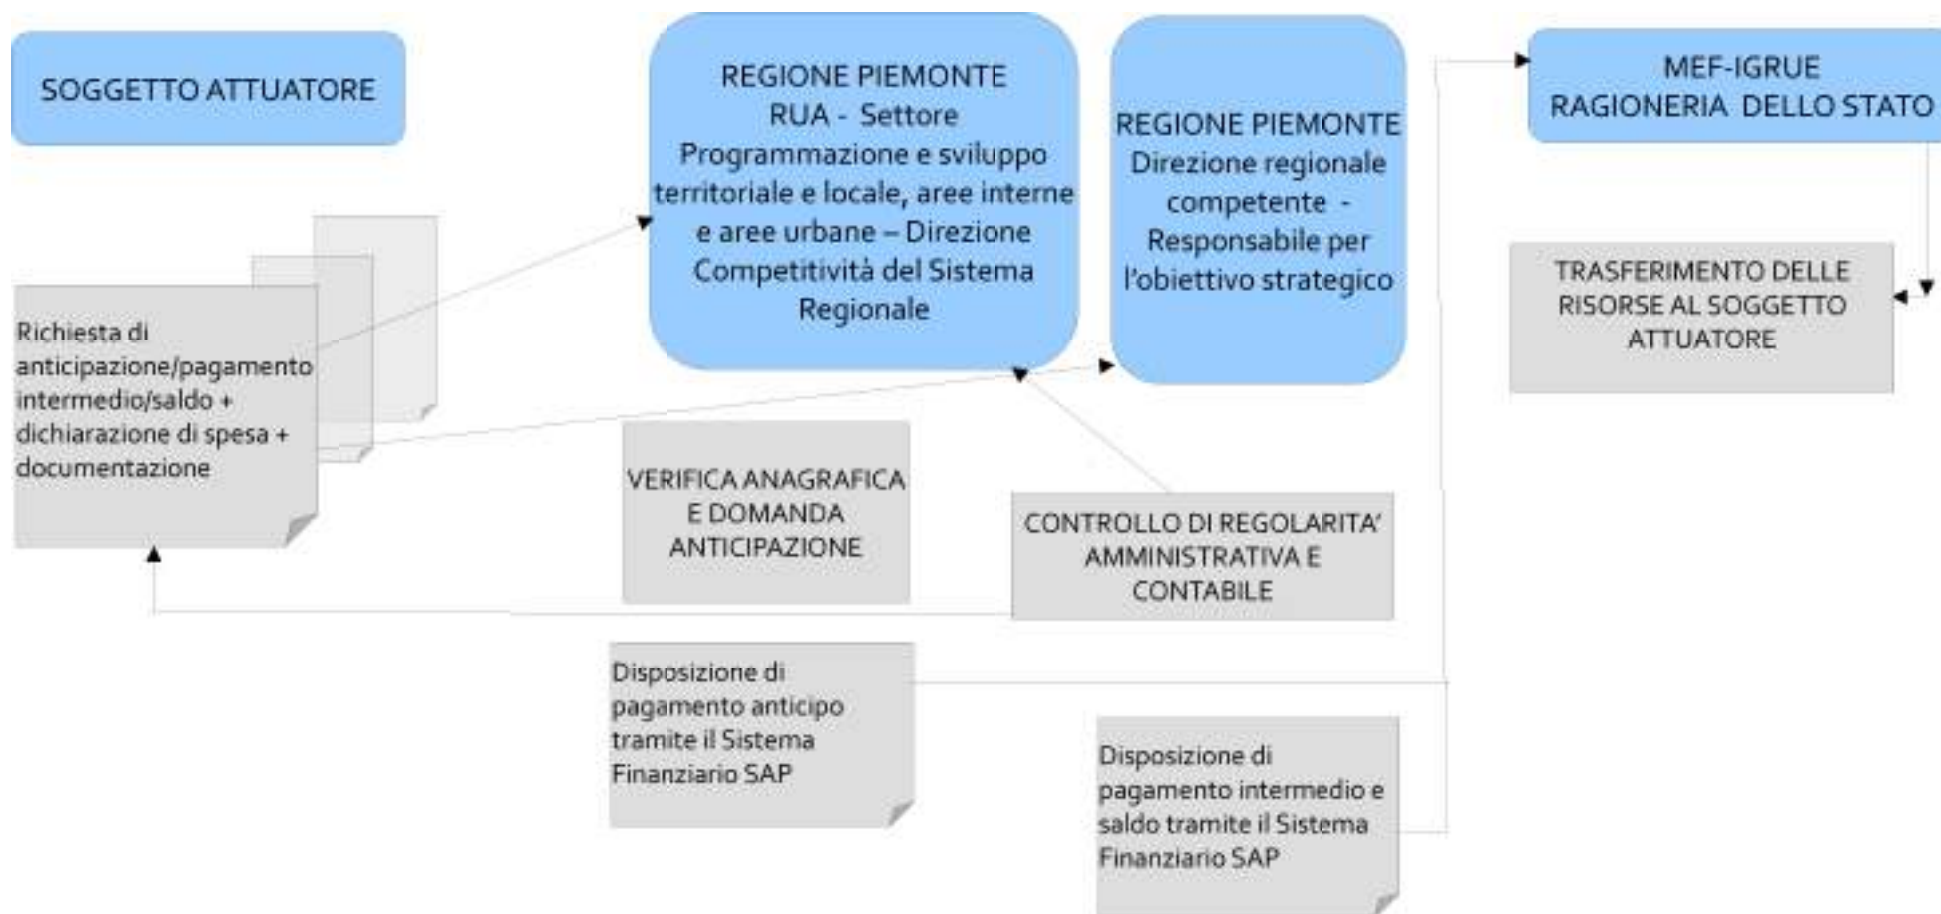 SOGGETTO ATTUATORE
REGIONE PIEMONTE
RUA - Settore
Programmazione e sviluppo
territoriale e locale, aree interne
e aree urbane – Direzione
Competitività del Sistema
Regionale
REGIONE PIEMONTE
Direzione regionale
competente -
Responsabile per
l’obiettivo strategico
MEF-IGRUE
RAGIONERIA DELLO STATO
TRASFERIMENTO DELLE
RISORSE AL SOGGETTO
ATTUATORE
Richiesta di
anticipazione/pagamento
intermedio/saldo +
dichiarazione di spesa +
documentazione
VERIFICA ANAGRAFICA
E DOMANDA
ANTICIPAZIONE
CONTROLLO DI REGOLARITA’
AMMINISTRATIVA E
CONTABILE
Disposizione di
pagamento anticipo
tramite il Sistema
Finanziario SAP
Disposizione di
pagamento intermedio e
saldo tramite il Sistema
Finanziario SAP